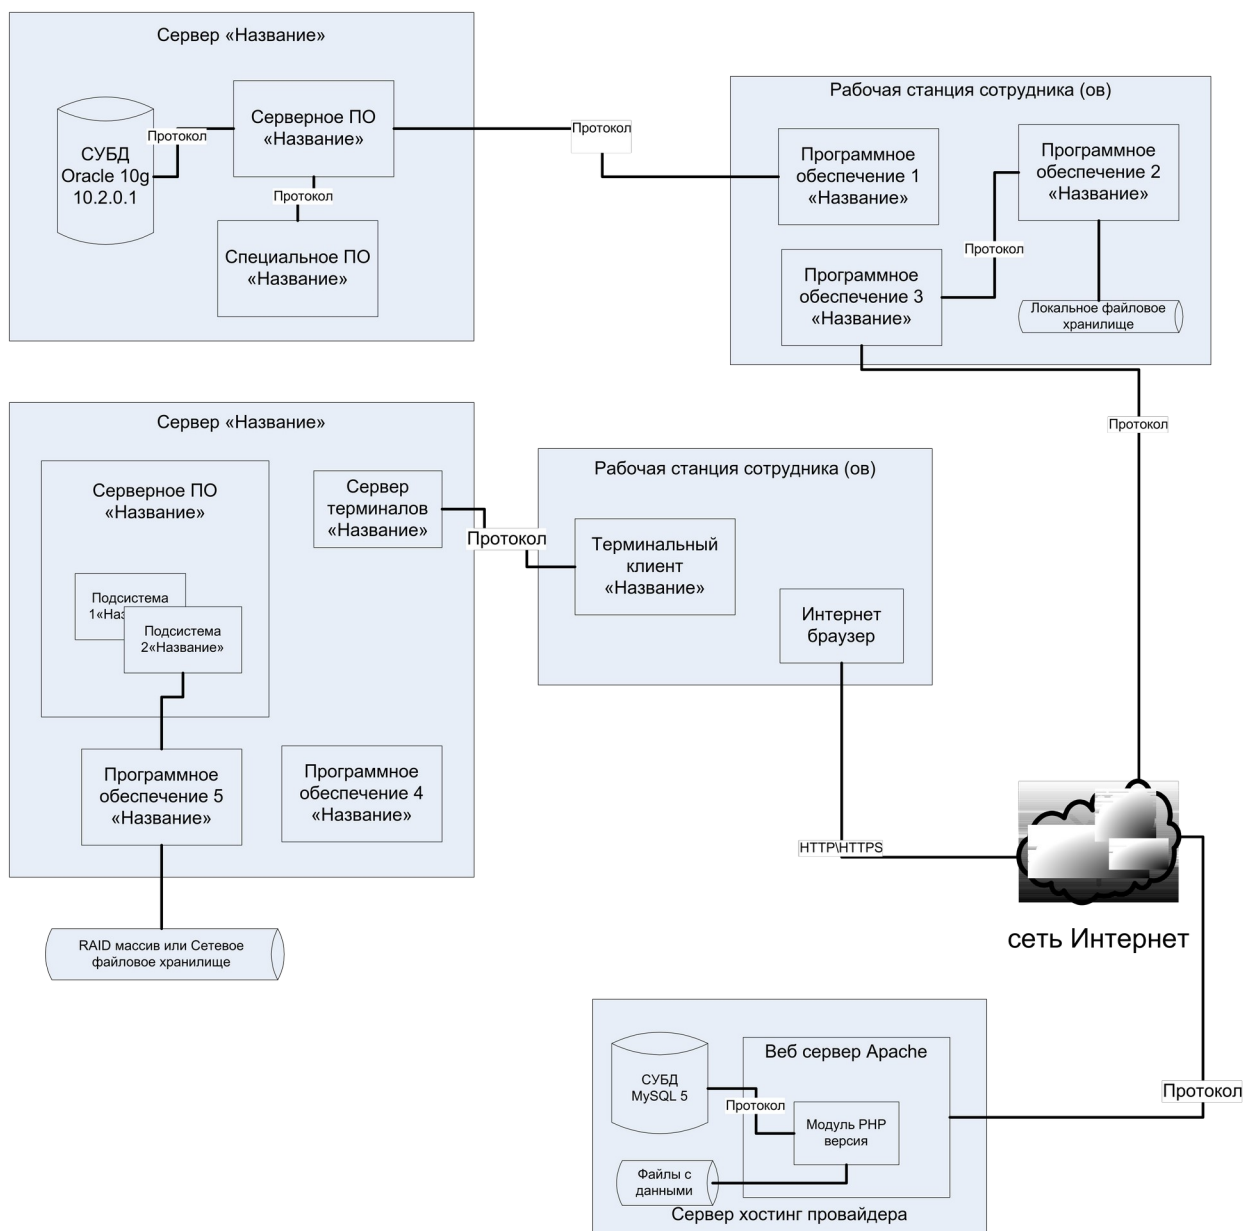 Сервер «Название»
СУБД
Oracle 10g
10.2.0.1
Протокол
Серверное ПО
«Название»
Протокол
Специальное ПО
«Название»
Протокол
Рабочая станция сотрудника (ов)
Программное
обеспечение 1
«Название»
Программное
обеспечение 2
«Название»
Протокол
Программное
обеспечение 3
«Название»
Локальное файловое
хранилище
Протокол
Сервер «Название»
Серверное ПО
«Название»
Подсистема
1«Наз
Подсистема
2«Название»
Сервер
терминалов
«Название»
Протокол
Рабочая станция сотрудника (ов)
Терминальный
клиент
«Название»
Интернет
браузер
Программное
обеспечение 5
«Название»
Программное
обеспечение 4
«Название»
HTTP\HTTPS
RAID массив или Сетевое
файловое хранилище
сеть Интернет
Протокол
СУБД
MySQL 5
Протокол
Веб сервер Apache
Модуль PHP
версия
Файлы с
данными
Сервер хостинг провайдера